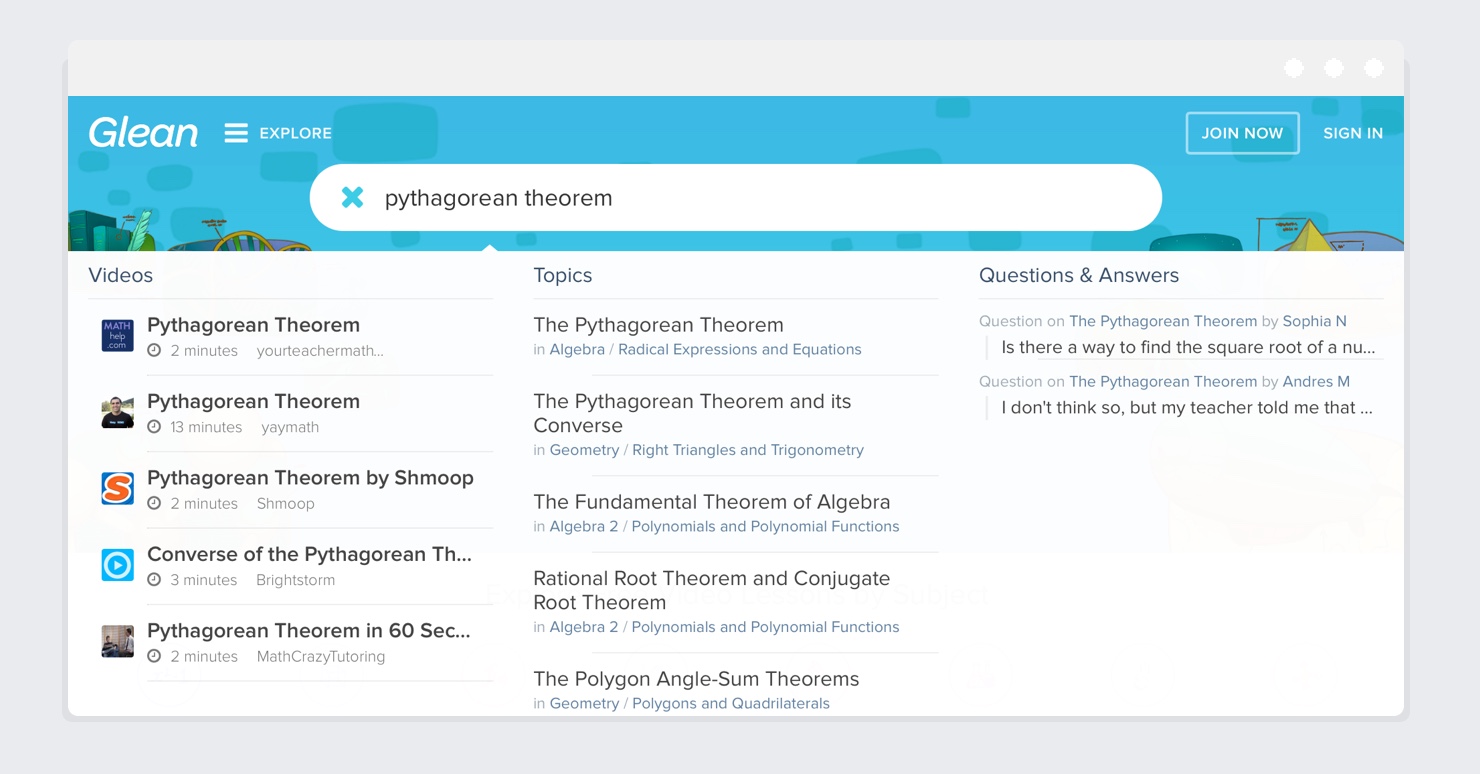 Glean
EXPLORE
JOIN NOW
SIGN IN
pythagorean theorem
Videos
MATH
help
.com
Pythagorean Theorem
2 minutes yourteachermath...
Pythagorean Theorem
13 minutes yaymath
Pythagorean Theorem by Shmoop
2 minutes Shmoop
Converse of the Pythagorean Th...
3 minutes Brightstorm
Pythagorean Theorem in 60 Sec...
2 minutes MathCrazyTutoring
Topics
The Pythagorean Theorem
in Algebra / Radical Expressions and Equations
The Pythagorean Theorem and its
Converse
in Geometry / Right Triangles and Trigonometry
The Fundamental Theorem of Algebra
in Algebra 2 / Polynomials and Polynomial Functions
Rational Root Theorem and Conjugate
Root Theorem
in Algebra 2 / Polynomials and Polynomial Functions
The Polygon Angle-Sum Theorems
in Geometry / Polygons and Quadrilaterals
Questions & Answers
Question on The Pythagorean Theorem by Sophia N
Is there a way to find the square root of a nu...
Question on The Pythagorean Theorem by Andres M
I don't think so, but my teacher told me that ...